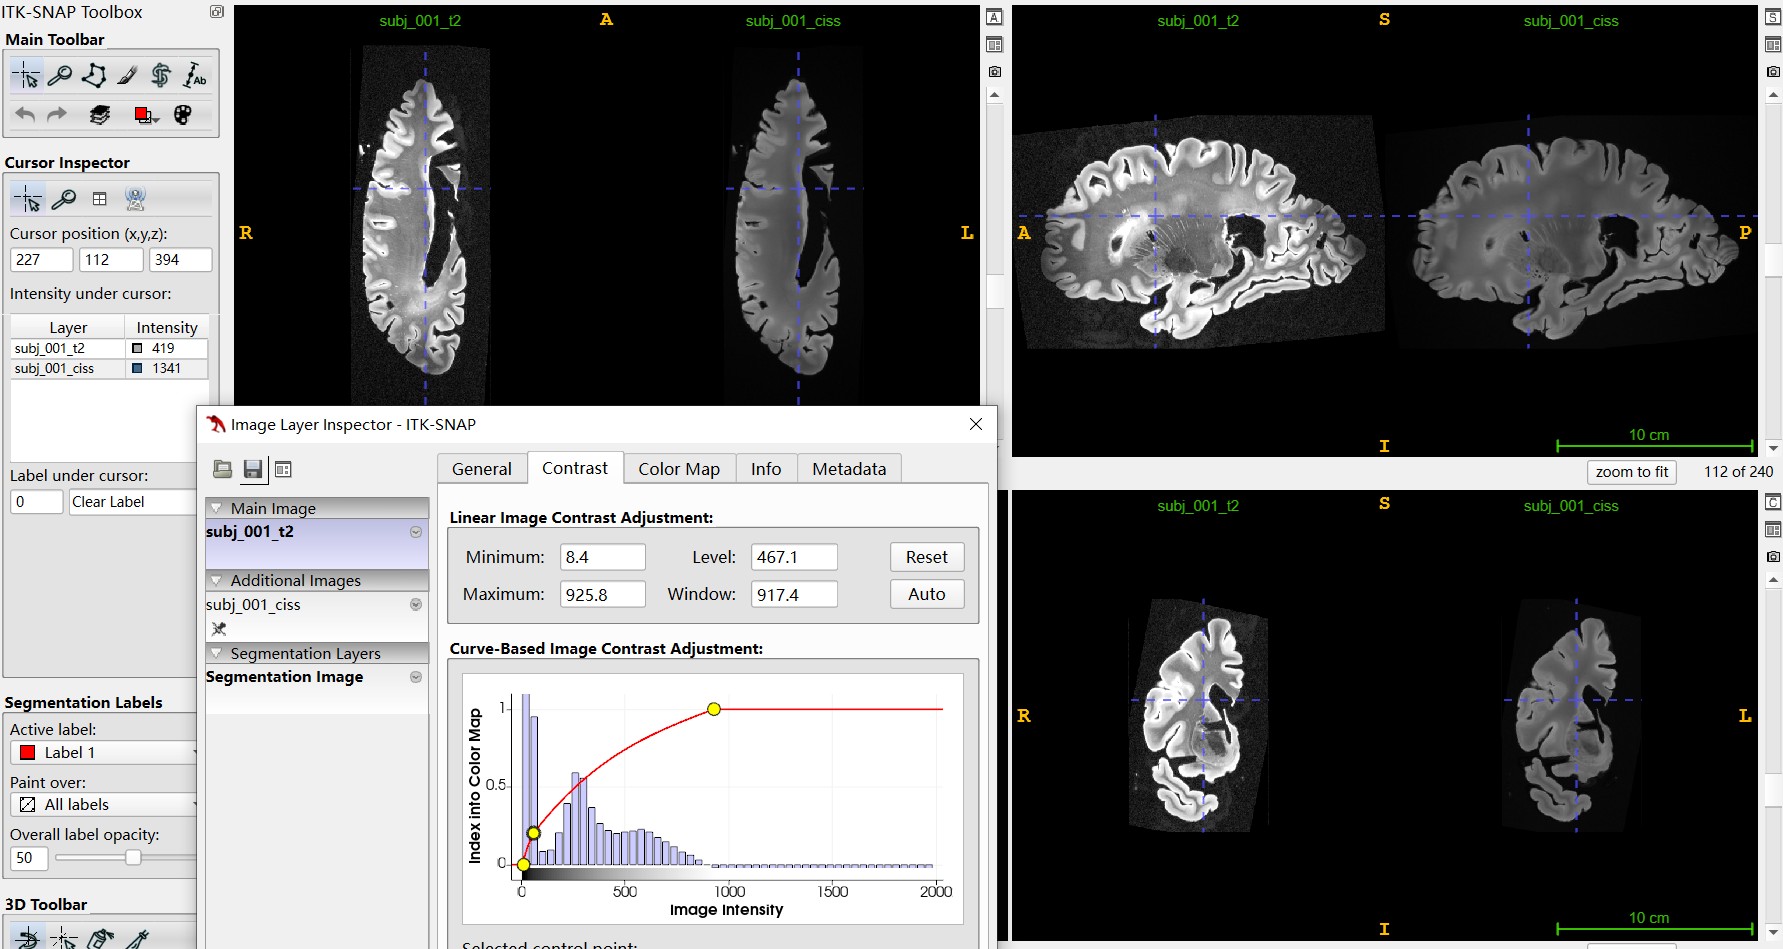 ITK-SNAP Toolbox
Main Toolbar
Ab
Cursor Inspector
Cursor position (x,y,z):
227 112 394
Intensity under cursor:
Layer Intensity
subj_001_t2 419
subj_001_ciss 1341
Label under cursor:
0 Clear Label
Segmentation Labels
Active label:
Label 1
Paint over:
All labels
Overall label opacity:
50
3D Toolbar
subj_001_t2 A subj_001_ciss
R L
A
subj_001_t2 S subj_001_ciss
S
A P
I
10 cm
zoom to fit 112 of 240
subj_001_t2 S subj_001_ciss
C
R L
I
10 cm
Image Layer Inspector - ITK-SNAP
General Contrast Color Map Info Metadata
Main Image
subj_001_t2
Additional Images
subj_001_ciss
Segmentation Layers
Segmentation Image
Linear Image Contrast Adjustment:
Minimum: 8.4 Level: 467.1 Reset
Maximum: 925.8 Window: 917.4 Auto
Curve-Based Image Contrast Adjustment:
Index into Color Map
1
0.5
0
0 500 1000 1500 2000
Image Intensity
Selected control point: